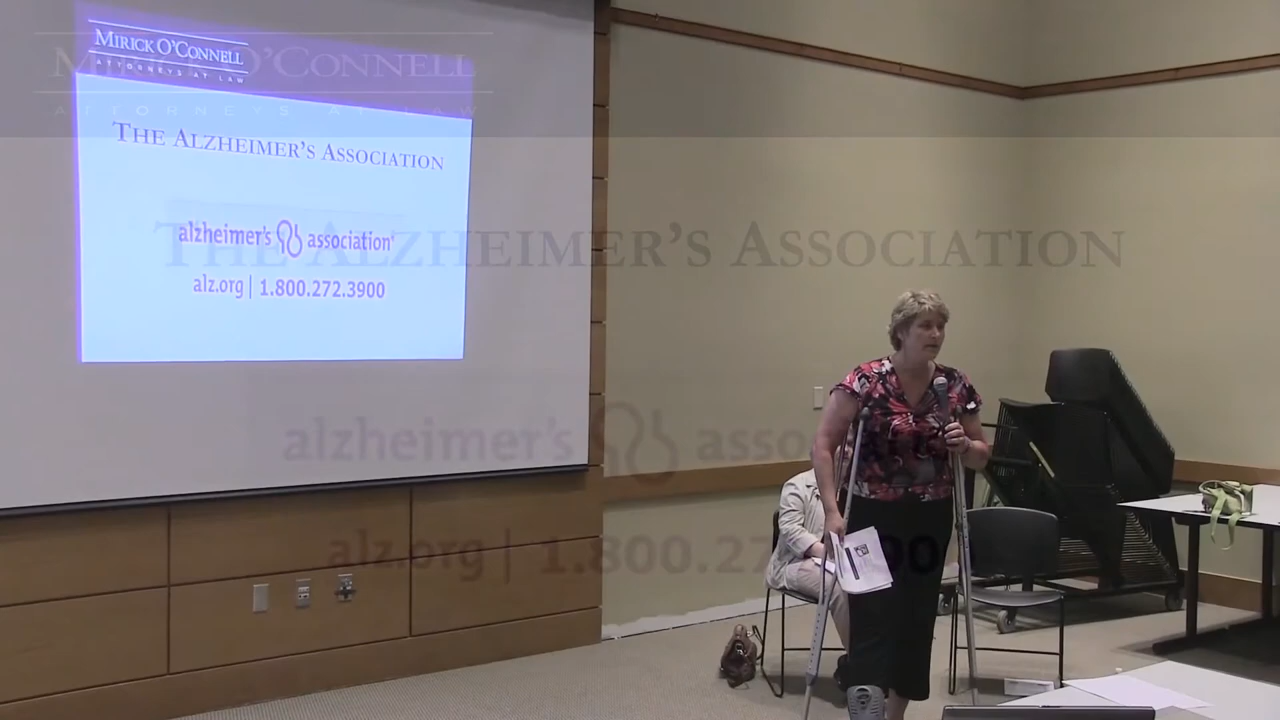 MIRICK O'CONNELL
ATTORNEYS AT LAW
THE ALZHEIMER'S ASSOCIATION
alzheimer's association®
alz.org | 1.800.272.3900
MIRICK O'CONNELL
ATTORNEYS AT LAW
THE ALZHEIMER'S ASSOCIATION
alzheimer's asso
alz.org | 1.800.272.3900